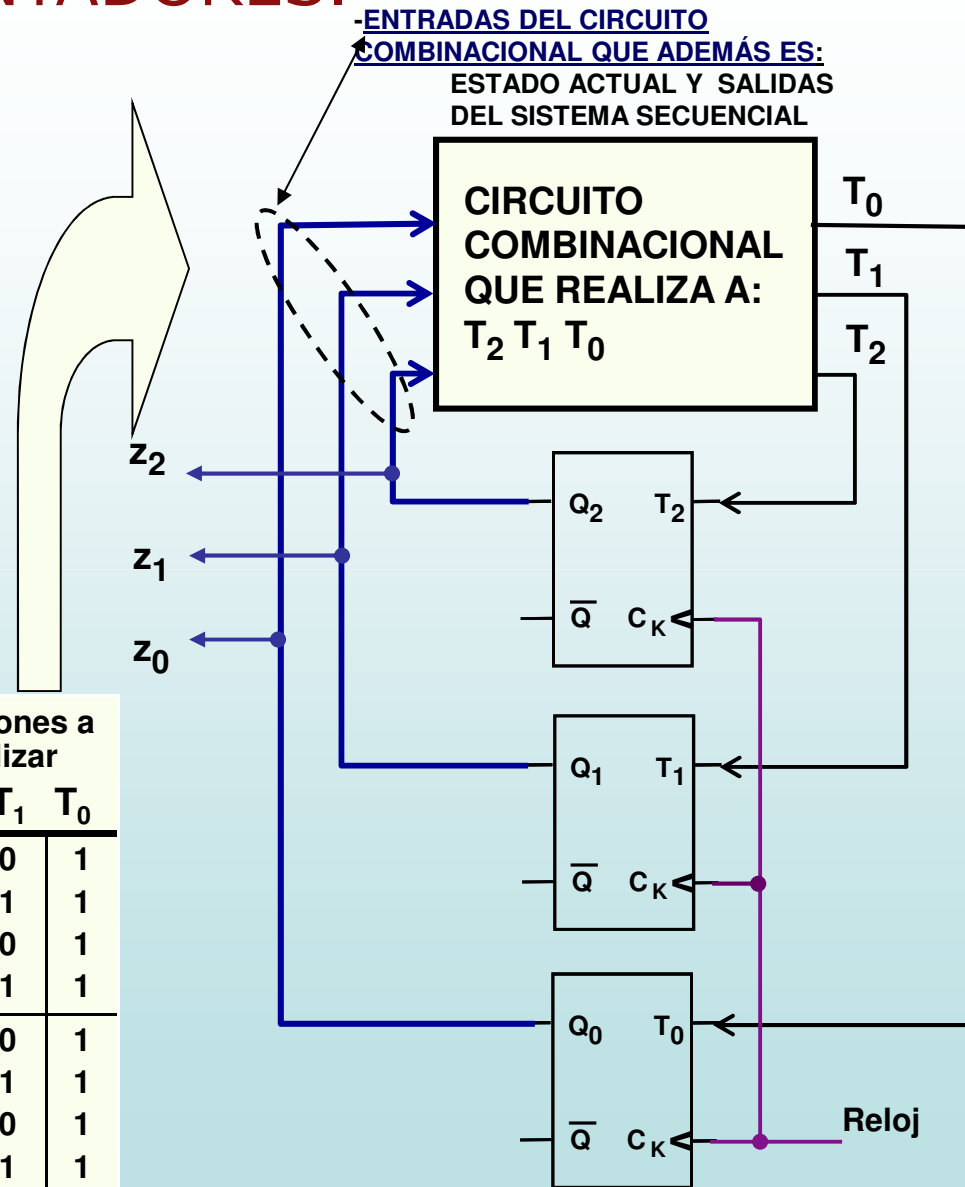 NTADORES:
-ENTRADAS DEL CIRCUITO
COMBINACIONAL QUE ADEMÁS ES:
ESTADO ACTUAL Y SALIDAS
DEL SISTEMA SECUENCIAL
CIRCUITO
COMBINACIONAL
QUE REALIZA A:
T2 T1 T0
T0
T1
T2
z2
z1
z0
Q2 T2
Q CK
Q1 T1
Q CK
Q0 T0
Q CK
Reloj
ones a
lizar
T1 T0
0 1
1 1
0 1
1 1
0 1
1 1
0 1
1 1